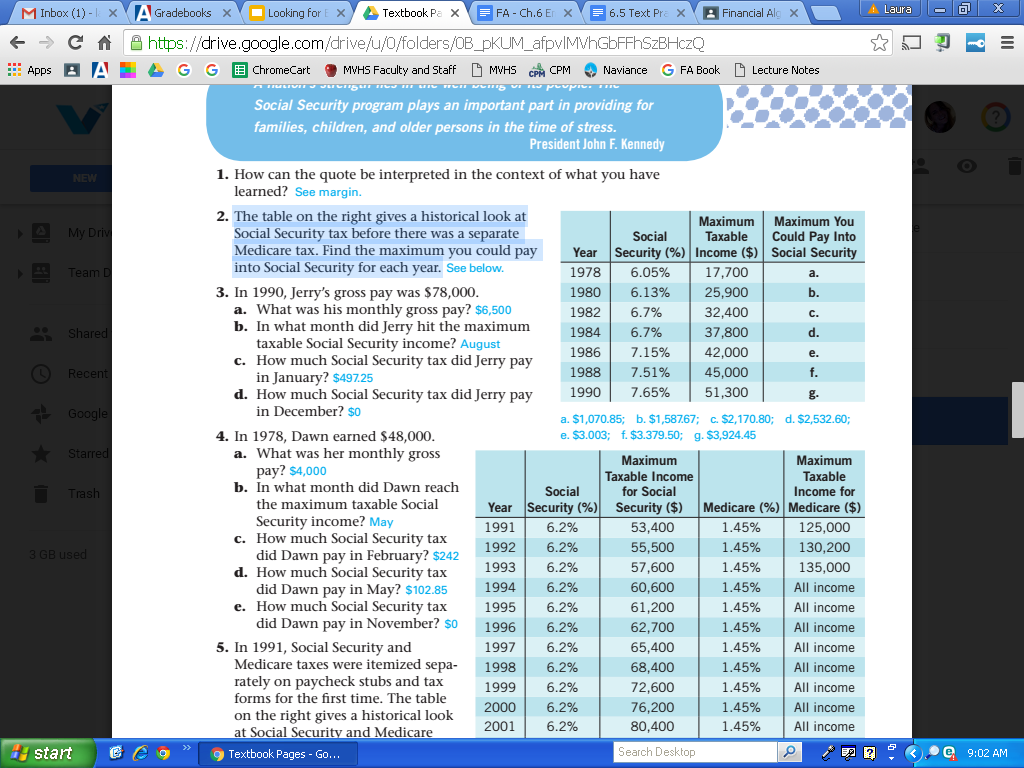 Inbox (1) -
Gradebooks
Looking for
Textbook Pa
FA - Ch.6 E
6.5 Text Pra
Financial Alg
Laura
https://drive.google.com/drive/u/0/folders/0B_pKUM_afpvlMVhGbFFhSzBHczQ
Apps
ChromeCart
MVHS Faculty and Staff
MVHS
CPM
CPM
Naviance
FA Book
Lecture Notes
A nation's strength lies in the well being of its people. The
Social Security program plays an important part in providing for
families, children, and older persons in the time of stress.
President John F. Kennedy
NEW
My Driv
Team D
Shared
Recent
Google
Starred
Trash
3 GB used
1. How can the quote be interpreted in the context of what you have
learned? See margin.
2. The table on the right gives a historical look at
Social Security tax before there was a separate
Medicare tax. Find the maximum you could pay
into Social Security for each year. See below.
3. In 1990, Jerry's gross pay was $78,000.
a. What was his monthly gross pay? $6,500
b. In what month did Jerry hit the maximum
taxable Social Security income? August
c. How much Social Security tax did Jerry pay
in January? $497.25
d. How much Social Security tax did Jerry pay
in December? $0
4. In 1978, Dawn earned $48,000.
a. What was her monthly gross
pay? $4,000
b. In what month did Dawn reach
the maximum taxable Social
Security income? May
c. How much Social Security tax
did Dawn pay in February? $242
d. How much Social Security tax
did Dawn pay in May? $102.85
e. How much Social Security tax
did Dawn pay in November? $0
5. In 1991, Social Security and
Medicare taxes were itemized sepa-
rately on paycheck stubs and tax
forms for the first time. The table
on the right gives a historical look
at Social Security and Medicare
Year Social Security (%) Maximum Taxable Income ($) Maximum You Could Pay Into Social Security
1978 6.05% 17,700 a.
1980 6.13% 25,900 b.
1982 6.7% 32,400 c.
1984 6.7% 37,800 d.
1986 7.15% 42,000 e.
1988 7.51% 45,000 f.
1990 7.65% 51,300 g.
a. $1,070.85; b. $1,587.67; c. $2,170.80; d. $2,532.60;
e. $3.003; f. $3.379.50; g. $3,924.45
Year Social Security (%) Maximum Taxable Income for Social Security ($) Medicare (%) Maximum Taxable Income for Medicare ($)
1991 6.2% 53,400 1.45% 125,000
1992 6.2% 55,500 1.45% 130,200
1993 6.2% 57,600 1.45% 135,000
1994 6.2% 60,600 1.45% All income
1995 6.2% 61,200 1.45% All income
1996 6.2% 62,700 1.45% All income
1997 6.2% 65,400 1.45% All income
1998 6.2% 68,400 1.45% All income
1999 6.2% 72,600 1.45% All income
2000 6.2% 76,200 1.45% All income
2001 6.2% 80,400 1.45% All income
start
Textbook Pages - Go...
Search Desktop
9:02 AM